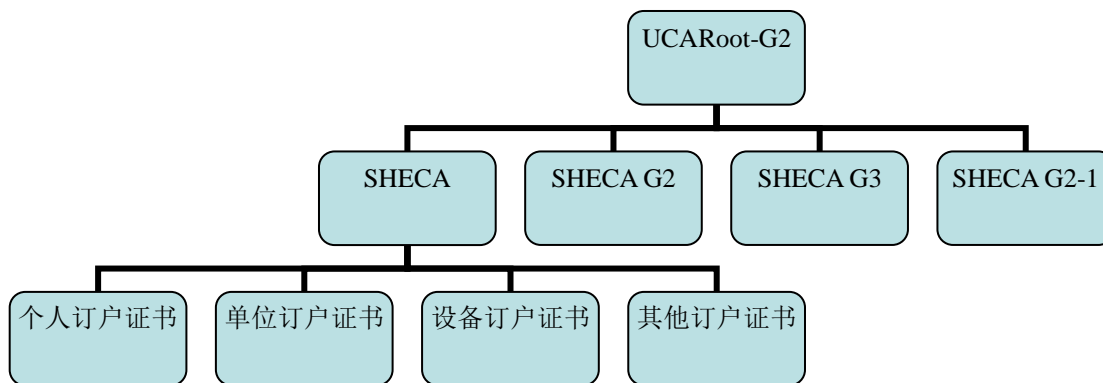 UCARoot-G2
SHECA
SHECA G2
SHECA G3
SHECA G2-1
个人订户证书
单位订户证书
设备订户证书
其他订户证书